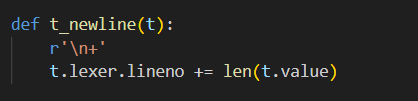 def t_newline(t):
    r'\n+'
    t.lexer.lineno += len(t.value)